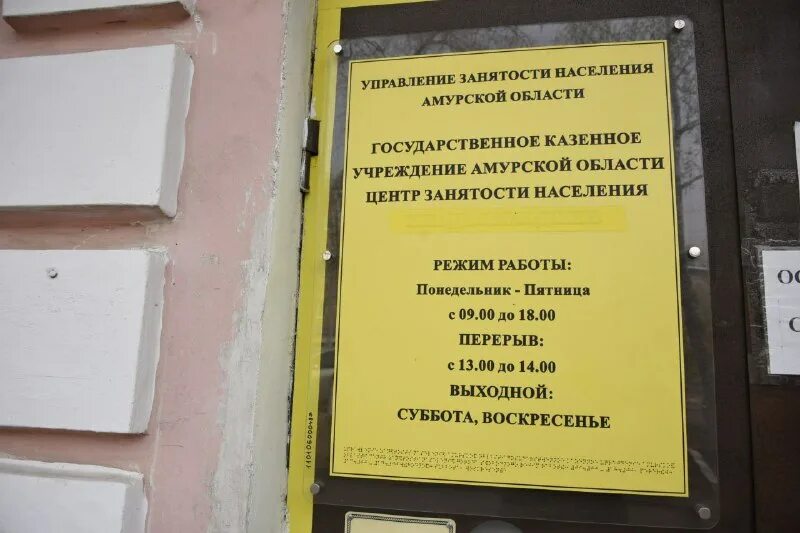 УПРАВЛЕНИЕ ЗАНЯТОСТИ НАСЕЛЕНИЯ
АМУРСКОЙ ОБЛАСТИ
ГОСУДАРСТВЕННОЕ КАЗЕННОЕ
УЧРЕЖДЕНИЕ АМУРСКОЙ ОБЛАСТИ
ЦЕНТР ЗАНЯТОСТИ НАСЕЛЕНИЯ
РЕЖИМ РАБОТЫ:
Понедельник - Пятница
с 09.00 до 18.00
ПЕРЕРЫВ:
с 13.00 до 14.00
ВЫХОДНОЙ:
СУББОТА, ВОСКРЕСЕНЬЕ